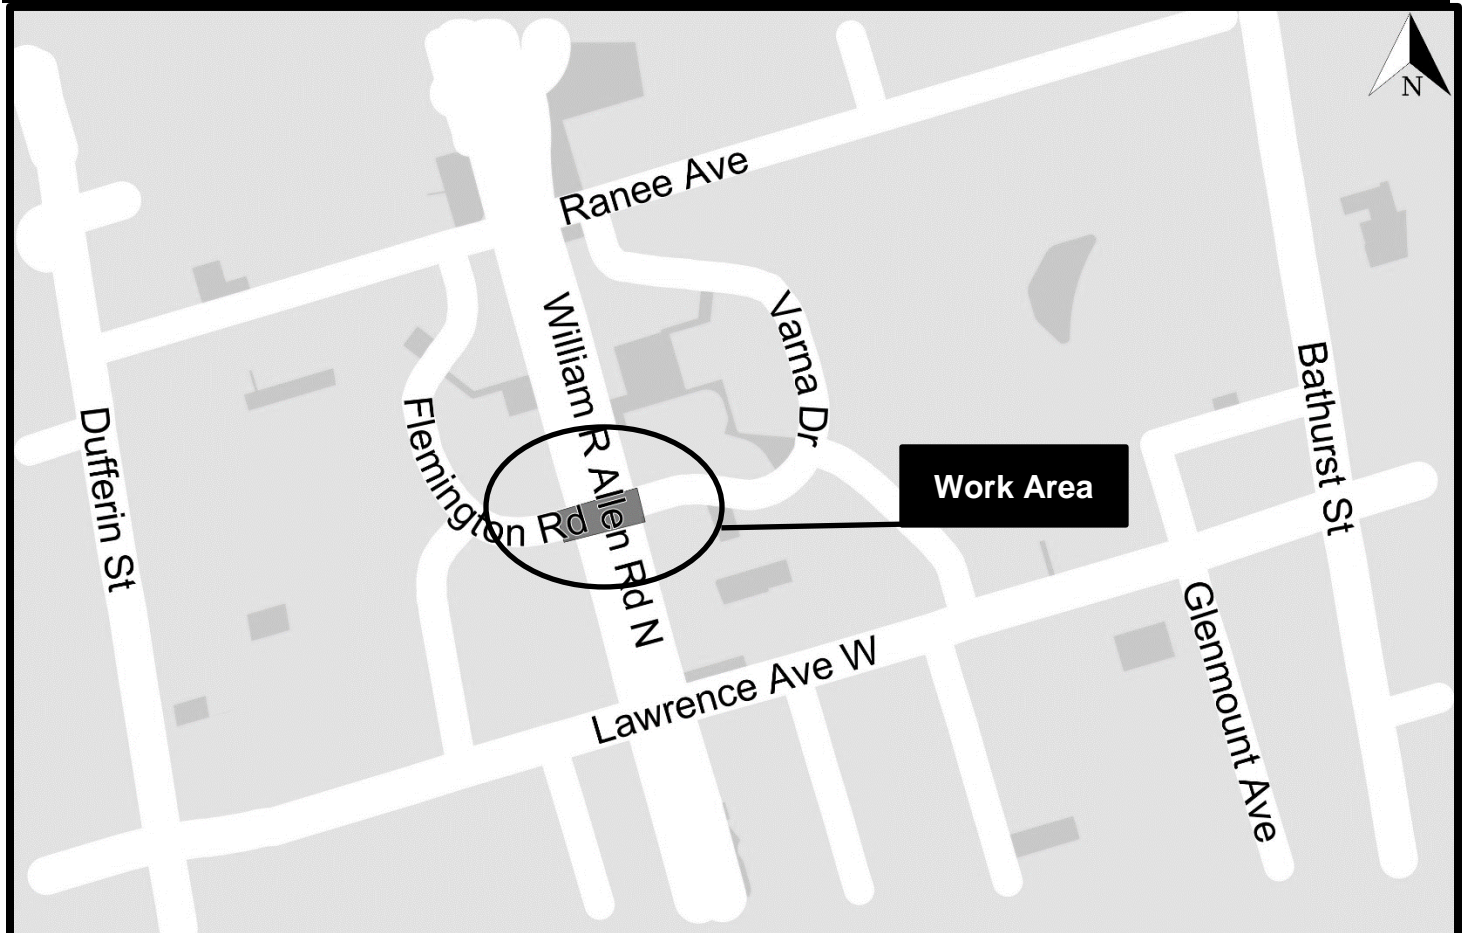 N
Ranee Ave
William R Allen Rd N
Varna Dr
Flemington Rd
Bathurst St
Dufferin St
Work Area
Glenmount Ave
Lawrence Ave W